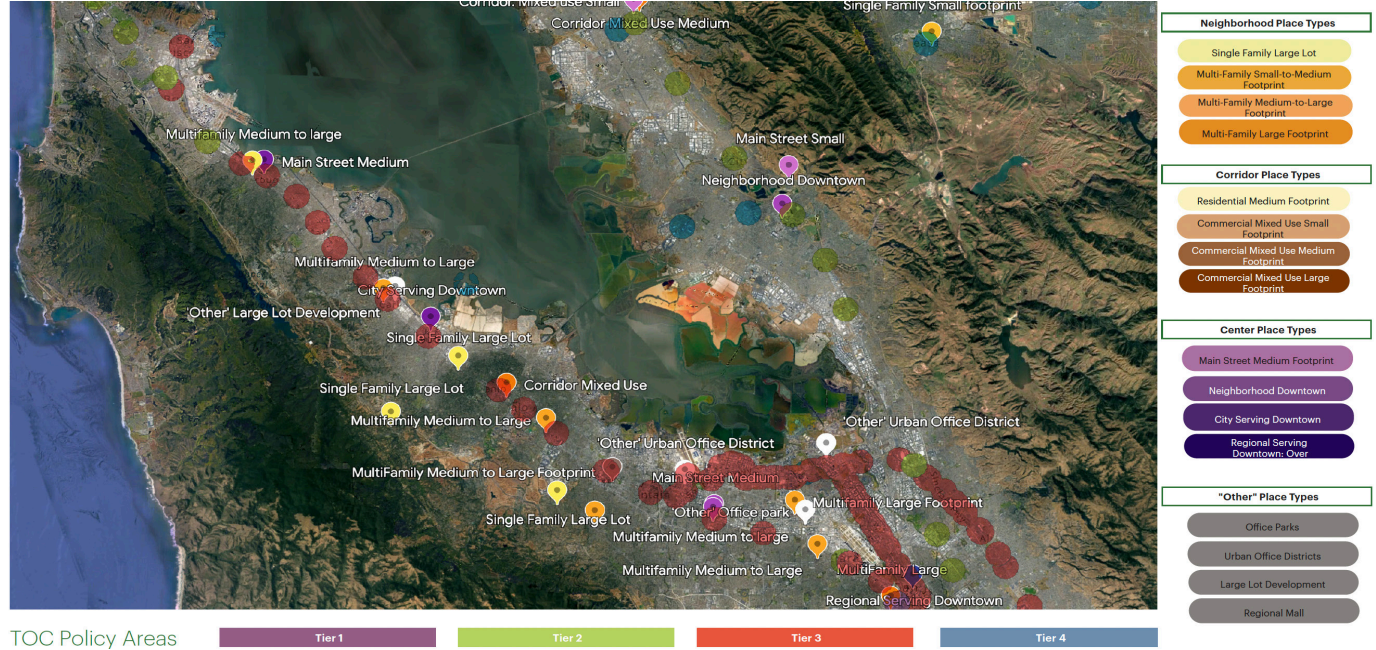 Corridor. Mixed use Small
Single Family Small footprint
Corridor Mixed Use Medium
Multifamily Medium to large
Main Street Medium
Main Street Small
Neighborhood Downtown
Multifamily Medium to Large
City Serving Downtown
'Other' Large Lot Development
Single Family Large Lot
Single Family Large Lot
Corridor Mixed Use
Multifamily Medium to Large
'Other' Urban Office District
'Other' Urban Office District
MultiFamily Medium to Large Footprint
Main Street Medium
Single Family Large Lot
'Other' Office park
Multifamily Large Footprint
Multifamily Medium to large
Multifamily Medium to Large
MultiFamily Large
Regional Serving Downtown
Neighborhood Place Types
Single Family Large Lot
Multi-Family Small-to-Medium
Footprint
Multi-Family Medium-to-Large
Footprint
Multi-Family Large Footprint
Corridor Place Types
Residential Medium Footprint
Commercial Mixed Use Small
Footprint
Commercial Mixed Use Medium
Footprint
Commercial Mixed Use Large
Footprint
Center Place Types
Main Street Medium Footprint
Neighborhood Downtown
City Serving Downtown
Regional Serving
Downtown: Over
"Other" Place Types
Office Parks
Urban Office Districts
Large Lot Development
Regional Mall
TOC Policy Areas
Tier 1
Tier 2
Tier 3
Tier 4